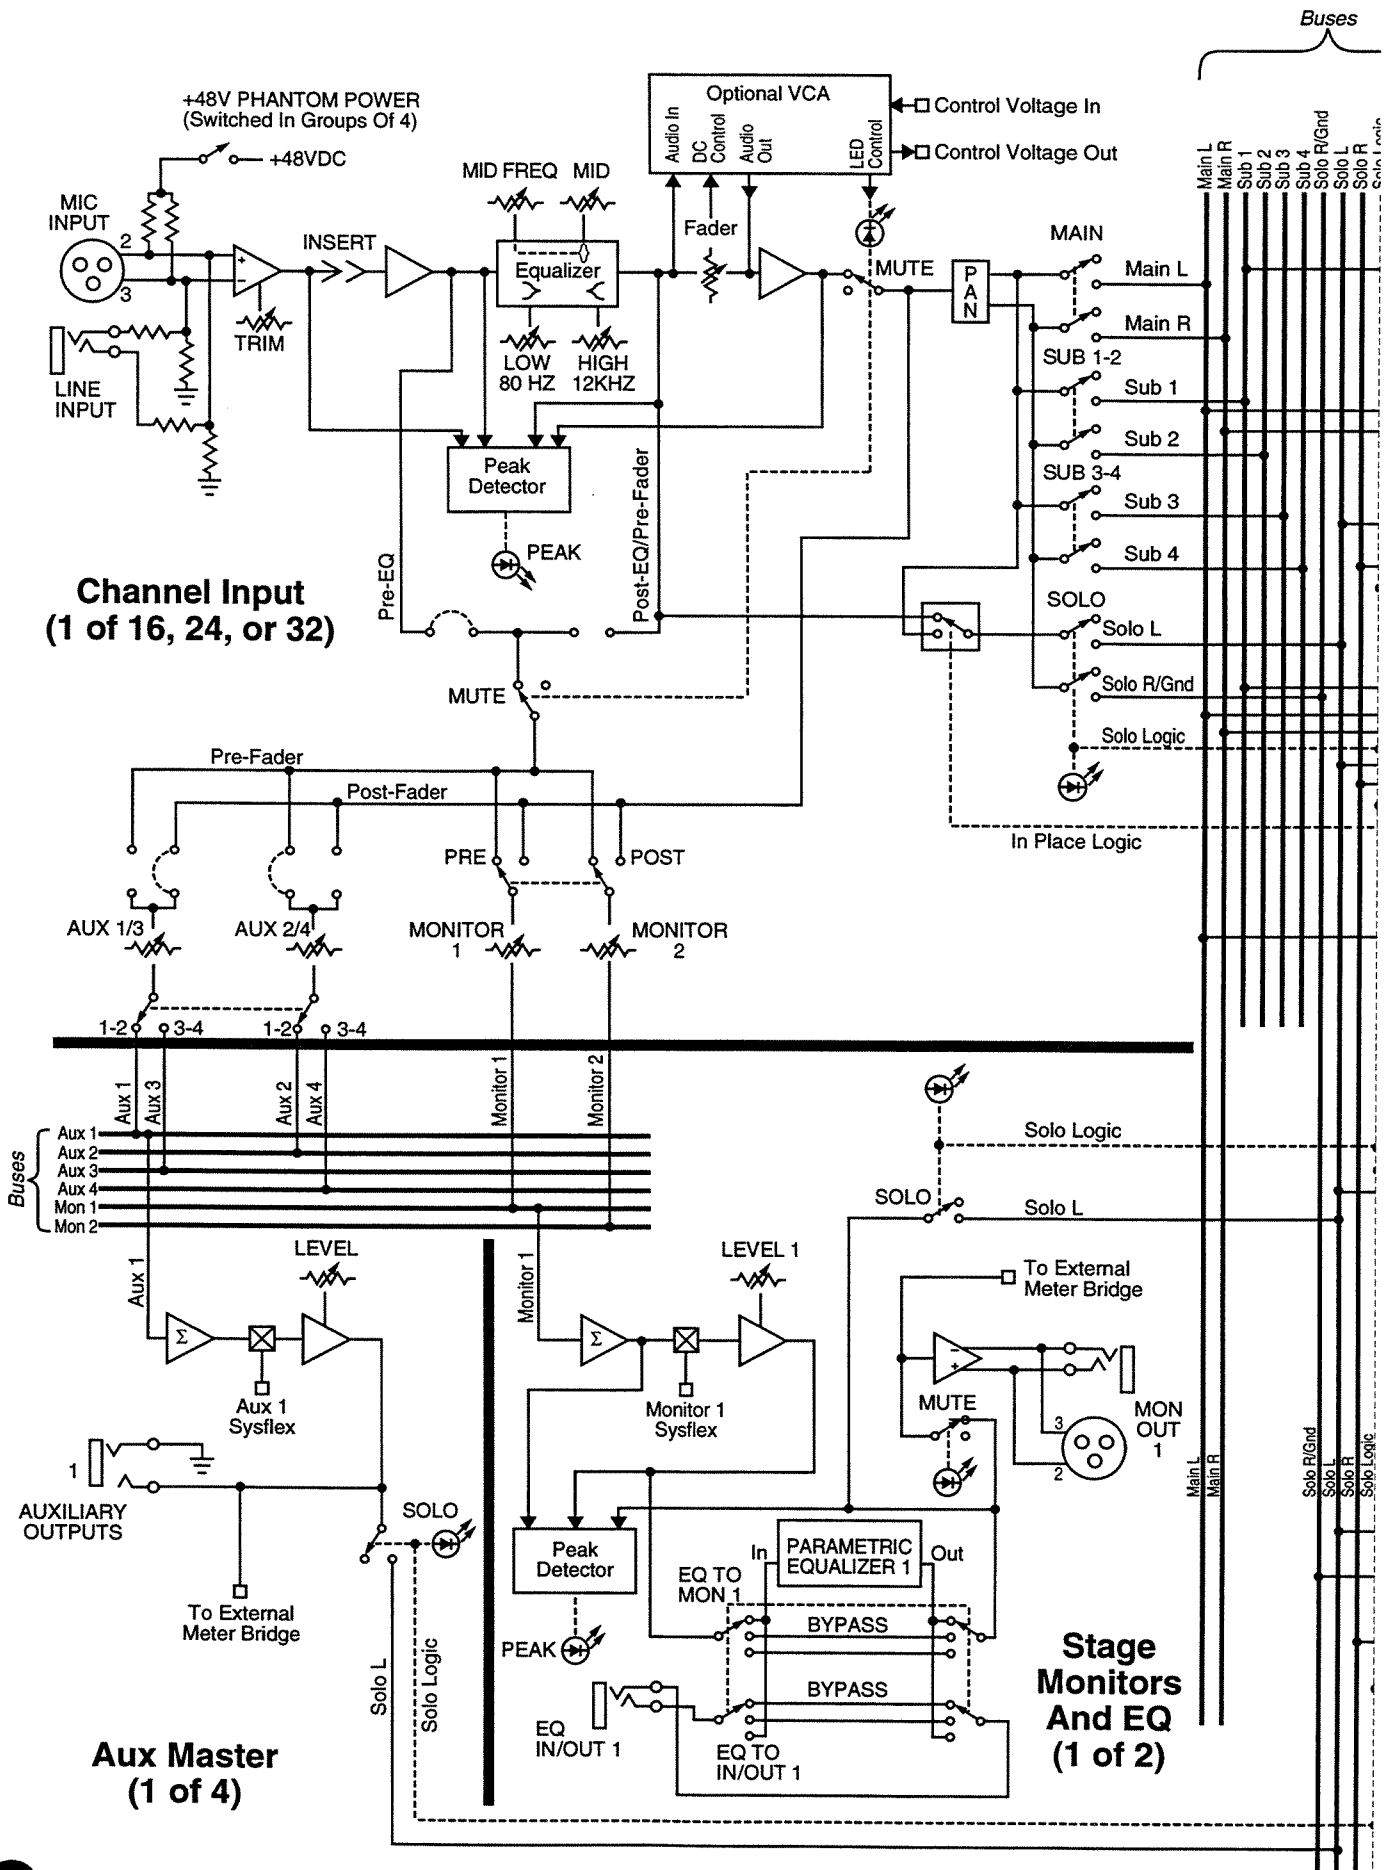 Buses
+48V PHANTOM POWER
(Switched In Groups Of 4)
+48VDC
MIC
INPUT
2
3
LINE
INPUT
+
−
TRIM
INSERT
MID FREQ
MID
Equalizer
LOW
80 HZ
HIGH
12KHZ
Optional VCA
Audio In
DC
Control
Audio
Out
LED
Control
Control Voltage In
Control Voltage Out
Fader
MUTE
PAN
MAIN
Main L
Main R
SUB 1-2
Sub 1
Sub 2
SUB 3-4
Sub 3
Sub 4
SOLO
Solo L
Solo R/Gnd
Solo Logic
In Place Logic
Main L
Main R
Sub 1
Sub 2
Sub 3
Sub 4
Solo R/Gnd
Solo L
Solo R
Solo Logic
Peak
Detector
PEAK
Pre-EQ
Post-EQ/Pre-Fader
Channel Input
(1 of 16, 24, or 32)
MUTE
Pre-Fader
Post-Fader
PRE
POST
AUX 1/3
AUX 2/4
MONITOR
1
MONITOR
2
1-2
3-4
1-2
3-4
Aux 1
Aux 3
Aux 2
Aux 4
Monitor 1
Monitor 2
Buses
Aux 1
Aux 2
Aux 3
Aux 4
Mon 1
Mon 2
Aux 1
LEVEL
Σ
Aux 1
Sysflex
1
AUXILIARY
OUTPUTS
To External
Meter Bridge
SOLO
Solo L
Solo Logic
Aux Master
(1 of 4)
Monitor 1
LEVEL 1
Σ
Monitor 1
Sysflex
Solo Logic
SOLO
Solo L
To External
Meter Bridge
−
+
MUTE
MON
OUT
1
3
2
Peak
Detector
PEAK
In
PARAMETRIC
EQUALIZER 1
Out
EQ TO
MON 1
BYPASS
BYPASS
EQ
IN/OUT 1
EQ TO
IN/OUT 1
Stage
Monitors
And EQ
(1 of 2)
Main L
Main R
Solo R/Gnd
Solo L
Solo R
Solo Logic